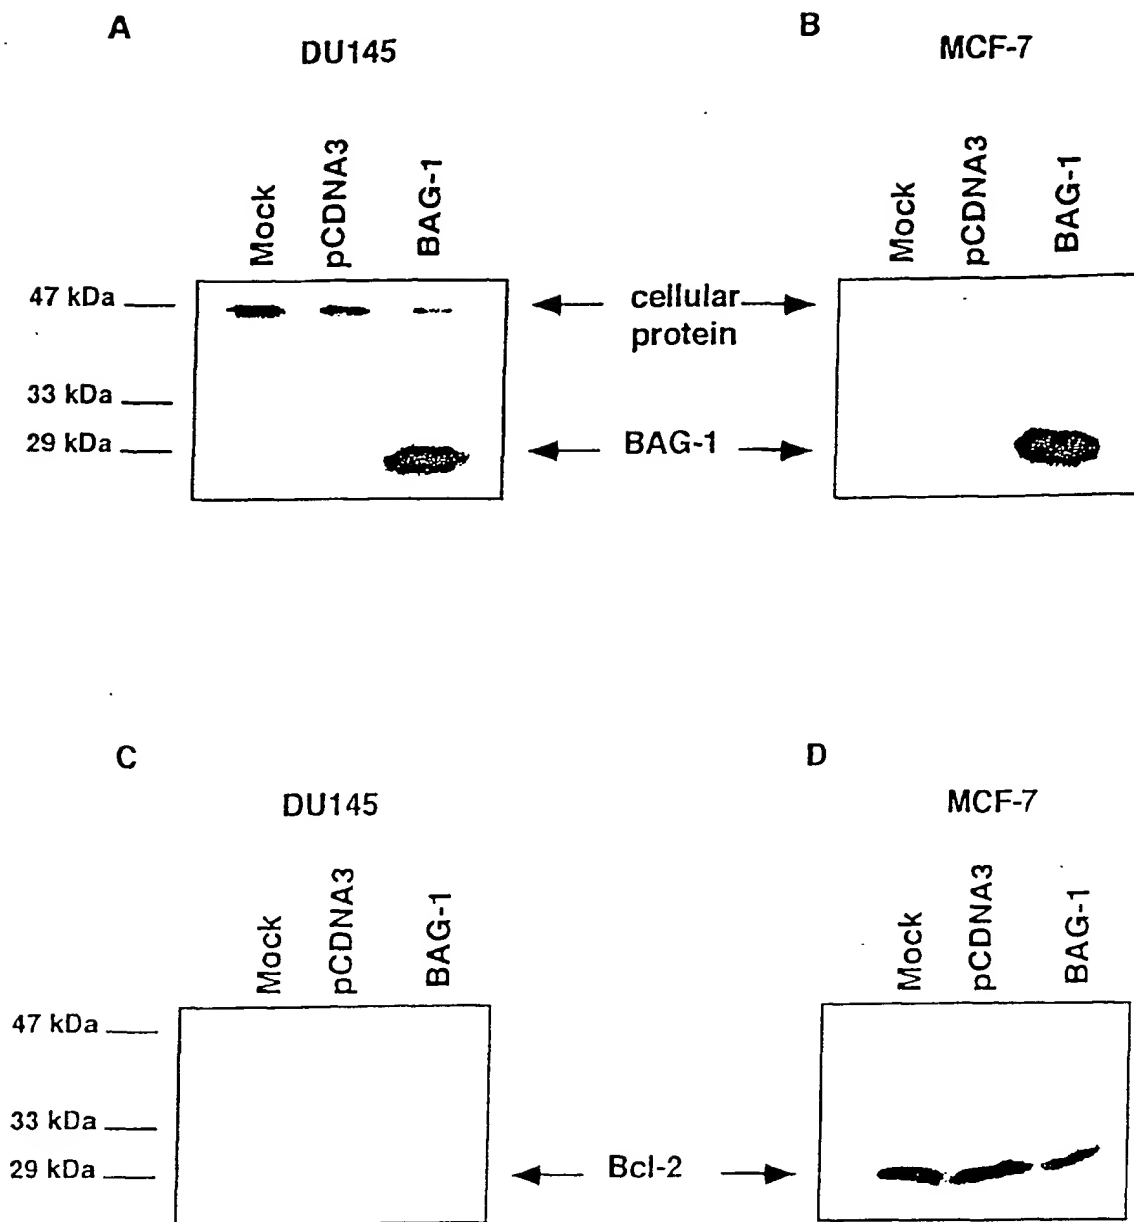 A
DU145
Mock
pCDNA3
BAG-1
47 kDa
33 kDa
29 kDa
cellular
protein
BAG-1
B
MCF-7
Mock
pCDNA3
BAG-1
C
DU145
Mock
pCDNA3
BAG-1
47 kDa
33 kDa
29 kDa
Bcl-2
D
MCF-7
Mock
pCDNA3
BAG-1